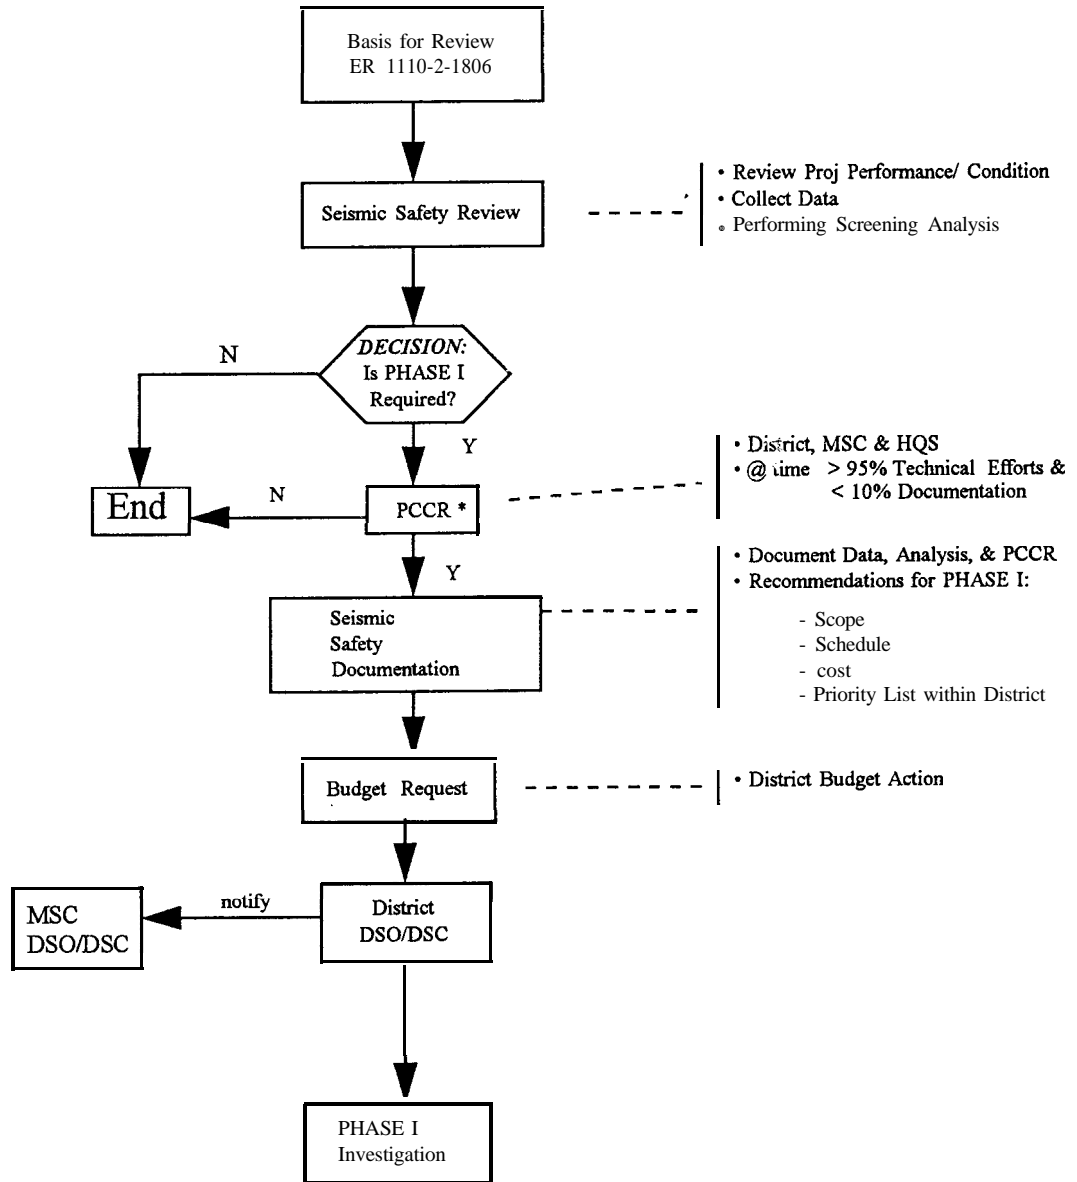 Basis for Review
ER 1110-2-1806
Seismic Safety Review
• Review Proj Performance/ Condition
• Collect Data
• Performing Screening Analysis
DECISION:
Is PHASE I
Required?
N
Y
• District, MSC & HQS
• @ time > 95% Technical Efforts &
< 10% Documentation
End
N
PCCR *
Y
• Document Data, Analysis, & PCCR
• Recommendations for PHASE I:
- Scope
- Schedule
- cost
- Priority List within District
Seismic
Safety
Documentation
Budget Request
• District Budget Action
MSC
DSO/DSC
notify
District
DSO/DSC
PHASE I
Investigation